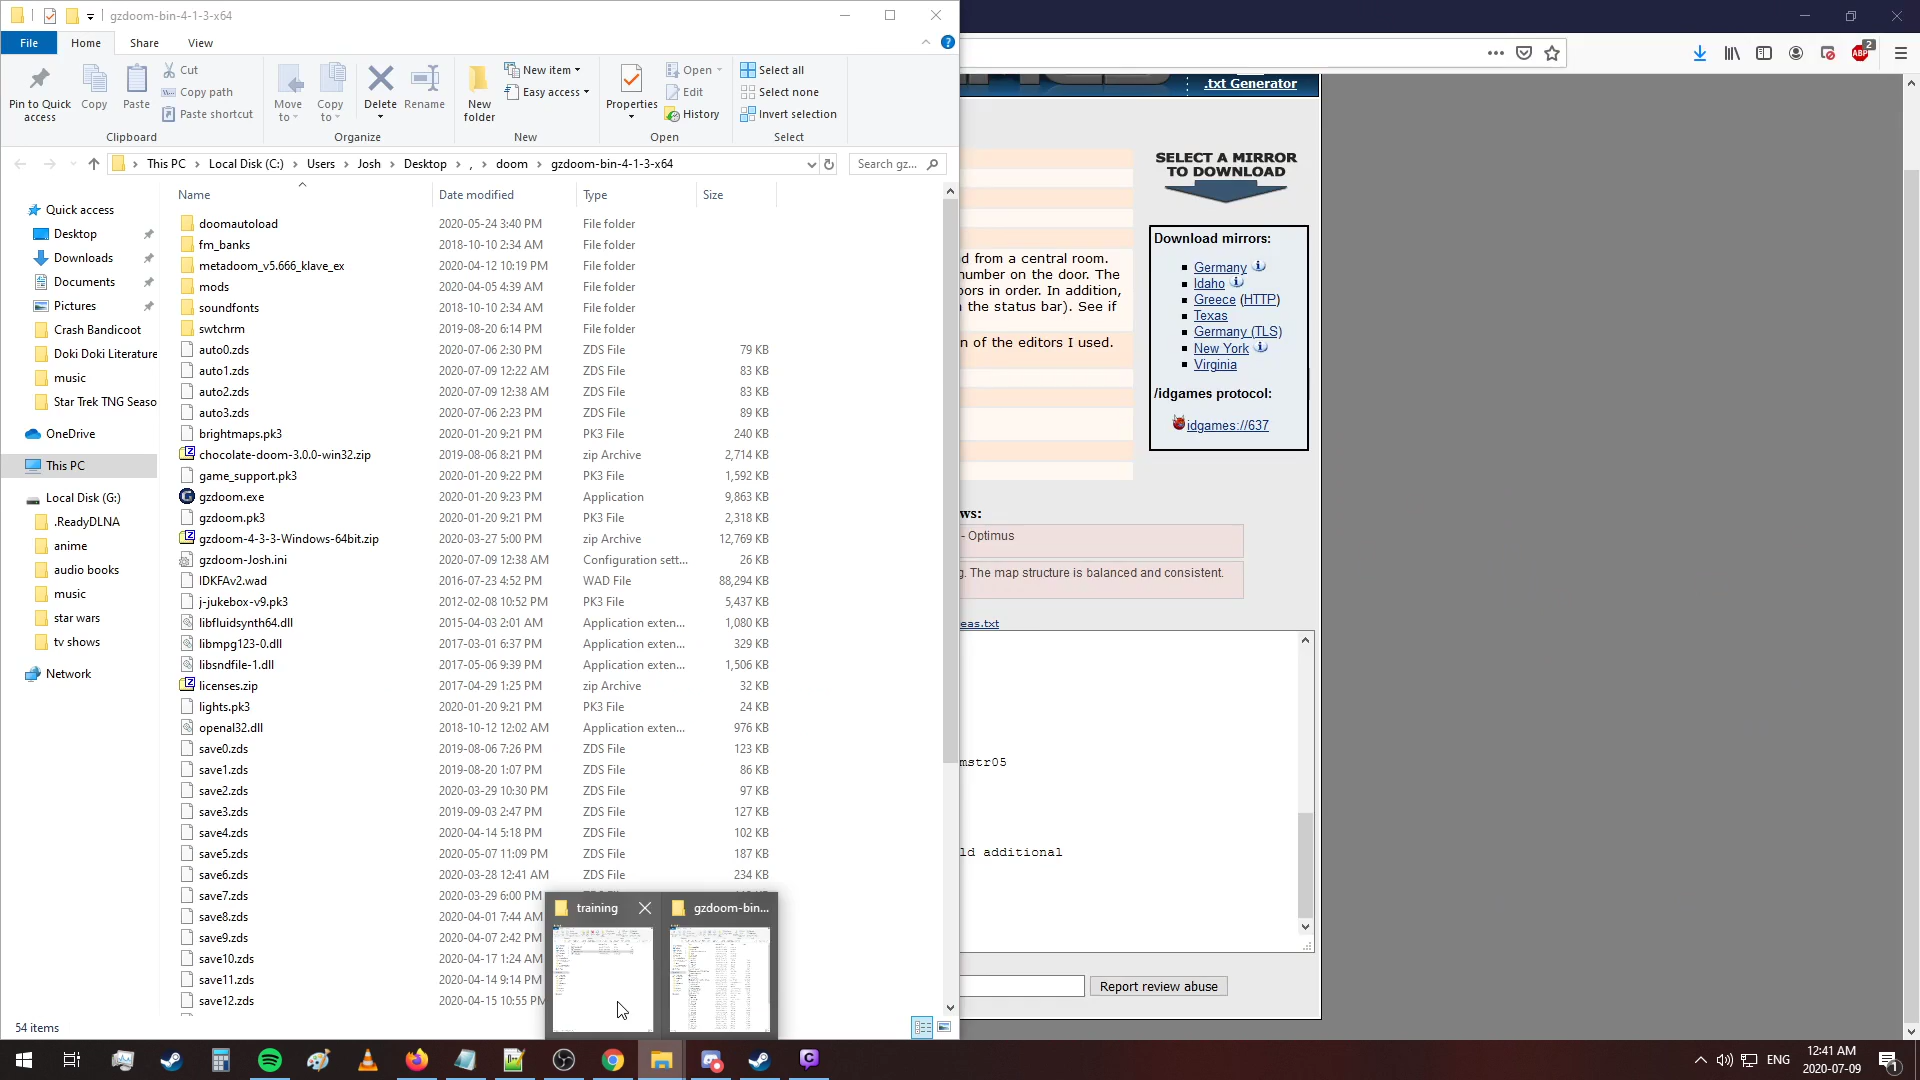 gzdoom-bin-4-1-3-x64
File
Home
Share
View
Pin to Quick access
Copy
Paste
Cut
Copy path
Paste shortcut
Clipboard
Move to
Copy to
Delete
Rename
Organize
New folder
New item
Easy access
New
Properties
Open
Edit
History
Open
Select all
Select none
Invert selection
Select
This PC
Local Disk (C:)
Users
Josh
Desktop
,
doom
gzdoom-bin-4-1-3-x64
Search gz...
Quick access
Desktop
Downloads
Documents
Pictures
Crash Bandicoot
Doki Doki Literature
music
Star Trek TNG Seaso
OneDrive
This PC
Local Disk (G:)
.ReadyDLNA
anime
audio books
music
star wars
tv shows
Network
Name Date modified Type Size
doomautoload 2020-05-24 3:40 PM File folder
fm_banks 2018-10-10 2:34 AM File folder
metadoom_v5.666_klave_ex 2020-04-12 10:19 PM File folder
mods 2020-04-05 4:39 AM File folder
soundfonts 2018-10-10 2:34 AM File folder
swtchrm 2019-08-20 6:14 PM File folder
auto0.zds 2020-07-06 2:30 PM ZDS File 79 KB
auto1.zds 2020-07-09 12:22 AM ZDS File 83 KB
auto2.zds 2020-07-09 12:38 AM ZDS File 83 KB
auto3.zds 2020-07-06 2:23 PM ZDS File 89 KB
brightmaps.pk3 2020-01-20 9:21 PM PK3 File 240 KB
chocolate-doom-3.0.0-win32.zip 2019-08-06 8:21 PM zip Archive 2,714 KB
game_support.pk3 2020-01-20 9:22 PM PK3 File 1,592 KB
gzdoom.exe 2020-01-20 9:23 PM Application 9,863 KB
gzdoom.pk3 2020-01-20 9:21 PM PK3 File 2,318 KB
gzdoom-4-3-3-Windows-64bit.zip 2020-03-27 5:00 PM zip Archive 12,769 KB
gzdoom-Josh.ini 2020-07-09 12:38 AM Configuration sett... 26 KB
IDKFAv2.wad 2016-07-23 4:52 PM WAD File 88,294 KB
j-jukebox-v9.pk3 2012-02-08 10:52 PM PK3 File 5,437 KB
libfluidsynth64.dll 2015-04-03 2:01 AM Application exten... 1,080 KB
libmpg123-0.dll 2017-03-01 6:37 PM Application exten... 329 KB
libsndfile-1.dll 2017-05-06 9:39 PM Application exten... 1,506 KB
licenses.zip 2017-04-29 1:25 PM zip Archive 32 KB
lights.pk3 2020-01-20 9:21 PM PK3 File 24 KB
openal32.dll 2018-10-12 12:02 AM Application exten... 976 KB
save0.zds 2019-08-06 7:26 PM ZDS File 123 KB
save1.zds 2019-08-20 1:07 PM ZDS File 86 KB
save2.zds 2020-03-29 10:30 PM ZDS File 97 KB
save3.zds 2019-09-03 2:47 PM ZDS File 127 KB
save4.zds 2020-04-14 5:18 PM ZDS File 102 KB
save5.zds 2020-05-07 11:09 PM ZDS File 187 KB
save6.zds 2020-03-28 12:41 AM ZDS File 234 KB
save7.zds 2020-03-29 6:00 PM
save8.zds 2020-04-01 7:44 AM
save9.zds 2020-04-07 2:42 PM
save10.zds 2020-04-17 1:24 AM
save11.zds 2020-04-14 9:14 PM
save12.zds 2020-04-15 10:55 PM
54 items
training
gzdoom-bin...
ABP
2
.txt Generator
SELECT A MIRROR
TO DOWNLOAD
Download mirrors:
Germany
Idaho
Greece (HTTP)
Texas
Germany (TLS)
New York
Virginia
/idgames protocol:
idgames://637
d from a central room.
number on the door. The
ors in order. In addition,
the status bar). See if
n of the editors I used.
ws:
- Optimus
g. The map structure is balanced and consistent.
eas.txt
mstr05
ld additional
Report review abuse
ENG
12:41 AM
2020-07-09
1